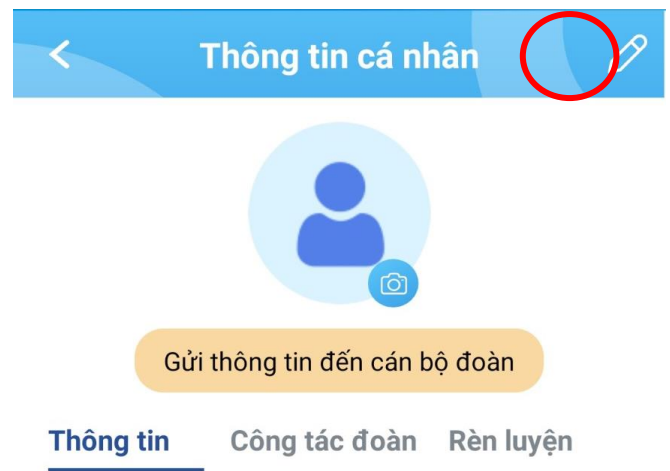 Thông tin cá nhân
Gửi thông tin đến cán bộ đoàn
Thông tin Công tác đoàn Rèn luyện